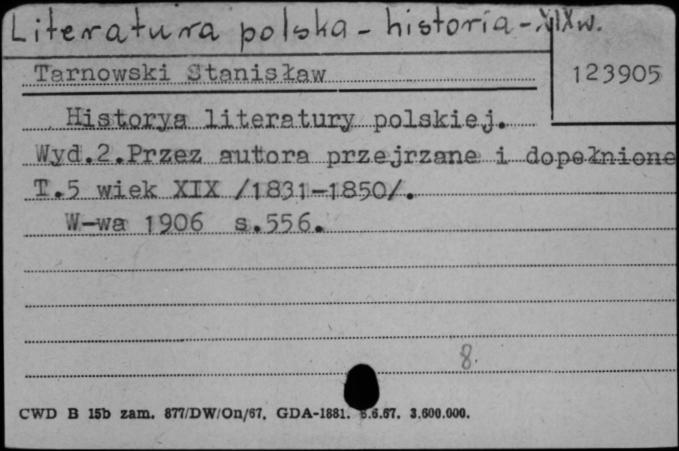 Literatura polska - historia - XIXw.
Tarnowski Stanisław
123905
Historya literatury polskiej.
Wyd.2.Przez autora przejrzane i dopełnione
T.5 wiek XIX /1831-1850/.
W-wa 1906 s.556.
8.
CWD B 15b zam. 877/DW/On/67. GDA-1881. 6.6.67. 3.600.000.